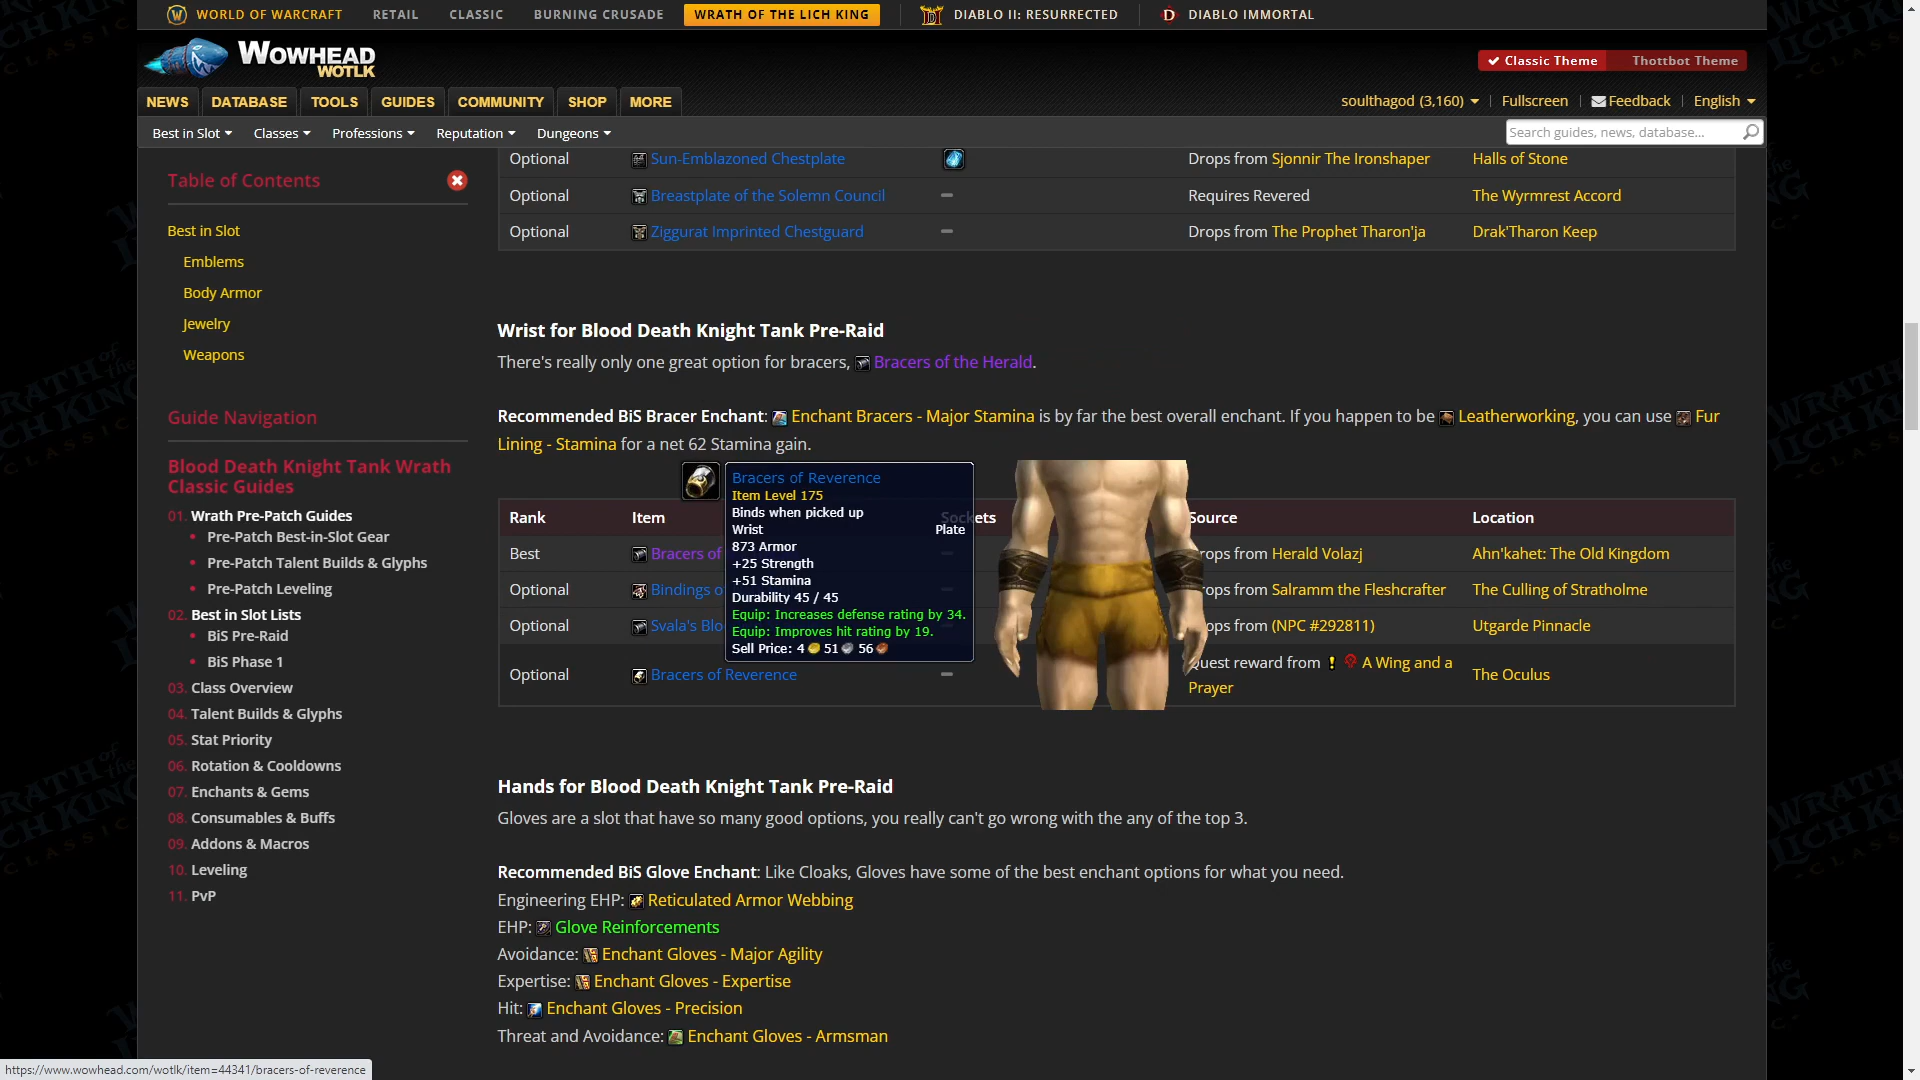 WORLD OF WARCRAFT RETAIL CLASSIC BURNING CRUSADE WRATH OF THE LICH KING DIABLO II: RESURRECTED DIABLO IMMORTAL
WOWHEAD
WOTLK
Classic Theme Thottbot Theme
NEWS DATABASE TOOLS GUIDES COMMUNITY SHOP MORE
soulthagod (3,160) Fullscreen Feedback English
Best in Slot Classes Professions Reputation Dungeons
Search guides, news, database...
Table of Contents
Best in Slot
Emblems
Body Armor
Jewelry
Weapons
Guide Navigation
Blood Death Knight Tank Wrath
Classic Guides
01. Wrath Pre-Patch Guides
Pre-Patch Best-in-Slot Gear
Pre-Patch Talent Builds & Glyphs
Pre-Patch Leveling
02. Best in Slot Lists
BiS Pre-Raid
BiS Phase 1
03. Class Overview
04. Talent Builds & Glyphs
05. Stat Priority
06. Rotation & Cooldowns
07. Enchants & Gems
08. Consumables & Buffs
09. Addons & Macros
10. Leveling
11. PvP
Optional Sun-Emblazoned Chestplate Drops from Sjonnir The Ironshaper Halls of Stone
Optional Breastplate of the Solemn Council – Requires Revered The Wyrmrest Accord
Optional Ziggurat Imprinted Chestguard – Drops from The Prophet Tharon'ja Drak'Tharon Keep
Wrist for Blood Death Knight Tank Pre-Raid
There's really only one great option for bracers, Bracers of the Herald.
Recommended BiS Bracer Enchant: Enchant Bracers - Major Stamina is by far the best overall enchant. If you happen to be Leatherworking, you can use Fur
Lining - Stamina for a net 62 Stamina gain.
Rank Item Sockets Source Location
Best Bracers of – rops from Herald Volazj Ahn'kahet: The Old Kingdom
Optional Bindings o – rops from Salramm the Fleshcrafter The Culling of Stratholme
Optional Svala's Blo – rops from (NPC #292811) Utgarde Pinnacle
Optional Bracers of Reverence – Quest reward from A Wing and a The Oculus
Prayer
Bracers of Reverence
Item Level 175
Binds when picked up
Wrist Plate
873 Armor
+25 Strength
+51 Stamina
Durability 45 / 45
Equip: Increases defense rating by 34.
Equip: Improves hit rating by 19.
Sell Price: 4 51 56
Hands for Blood Death Knight Tank Pre-Raid
Gloves are a slot that have so many good options, you really can't go wrong with the any of the top 3.
Recommended BiS Glove Enchant: Like Cloaks, Gloves have some of the best enchant options for what you need.
Engineering EHP: Reticulated Armor Webbing
EHP: Glove Reinforcements
Avoidance: Enchant Gloves - Major Agility
Expertise: Enchant Gloves - Expertise
Hit: Enchant Gloves - Precision
Threat and Avoidance: Enchant Gloves - Armsman
https://www.wowhead.com/wotlk/item=44341/bracers-of-reverence